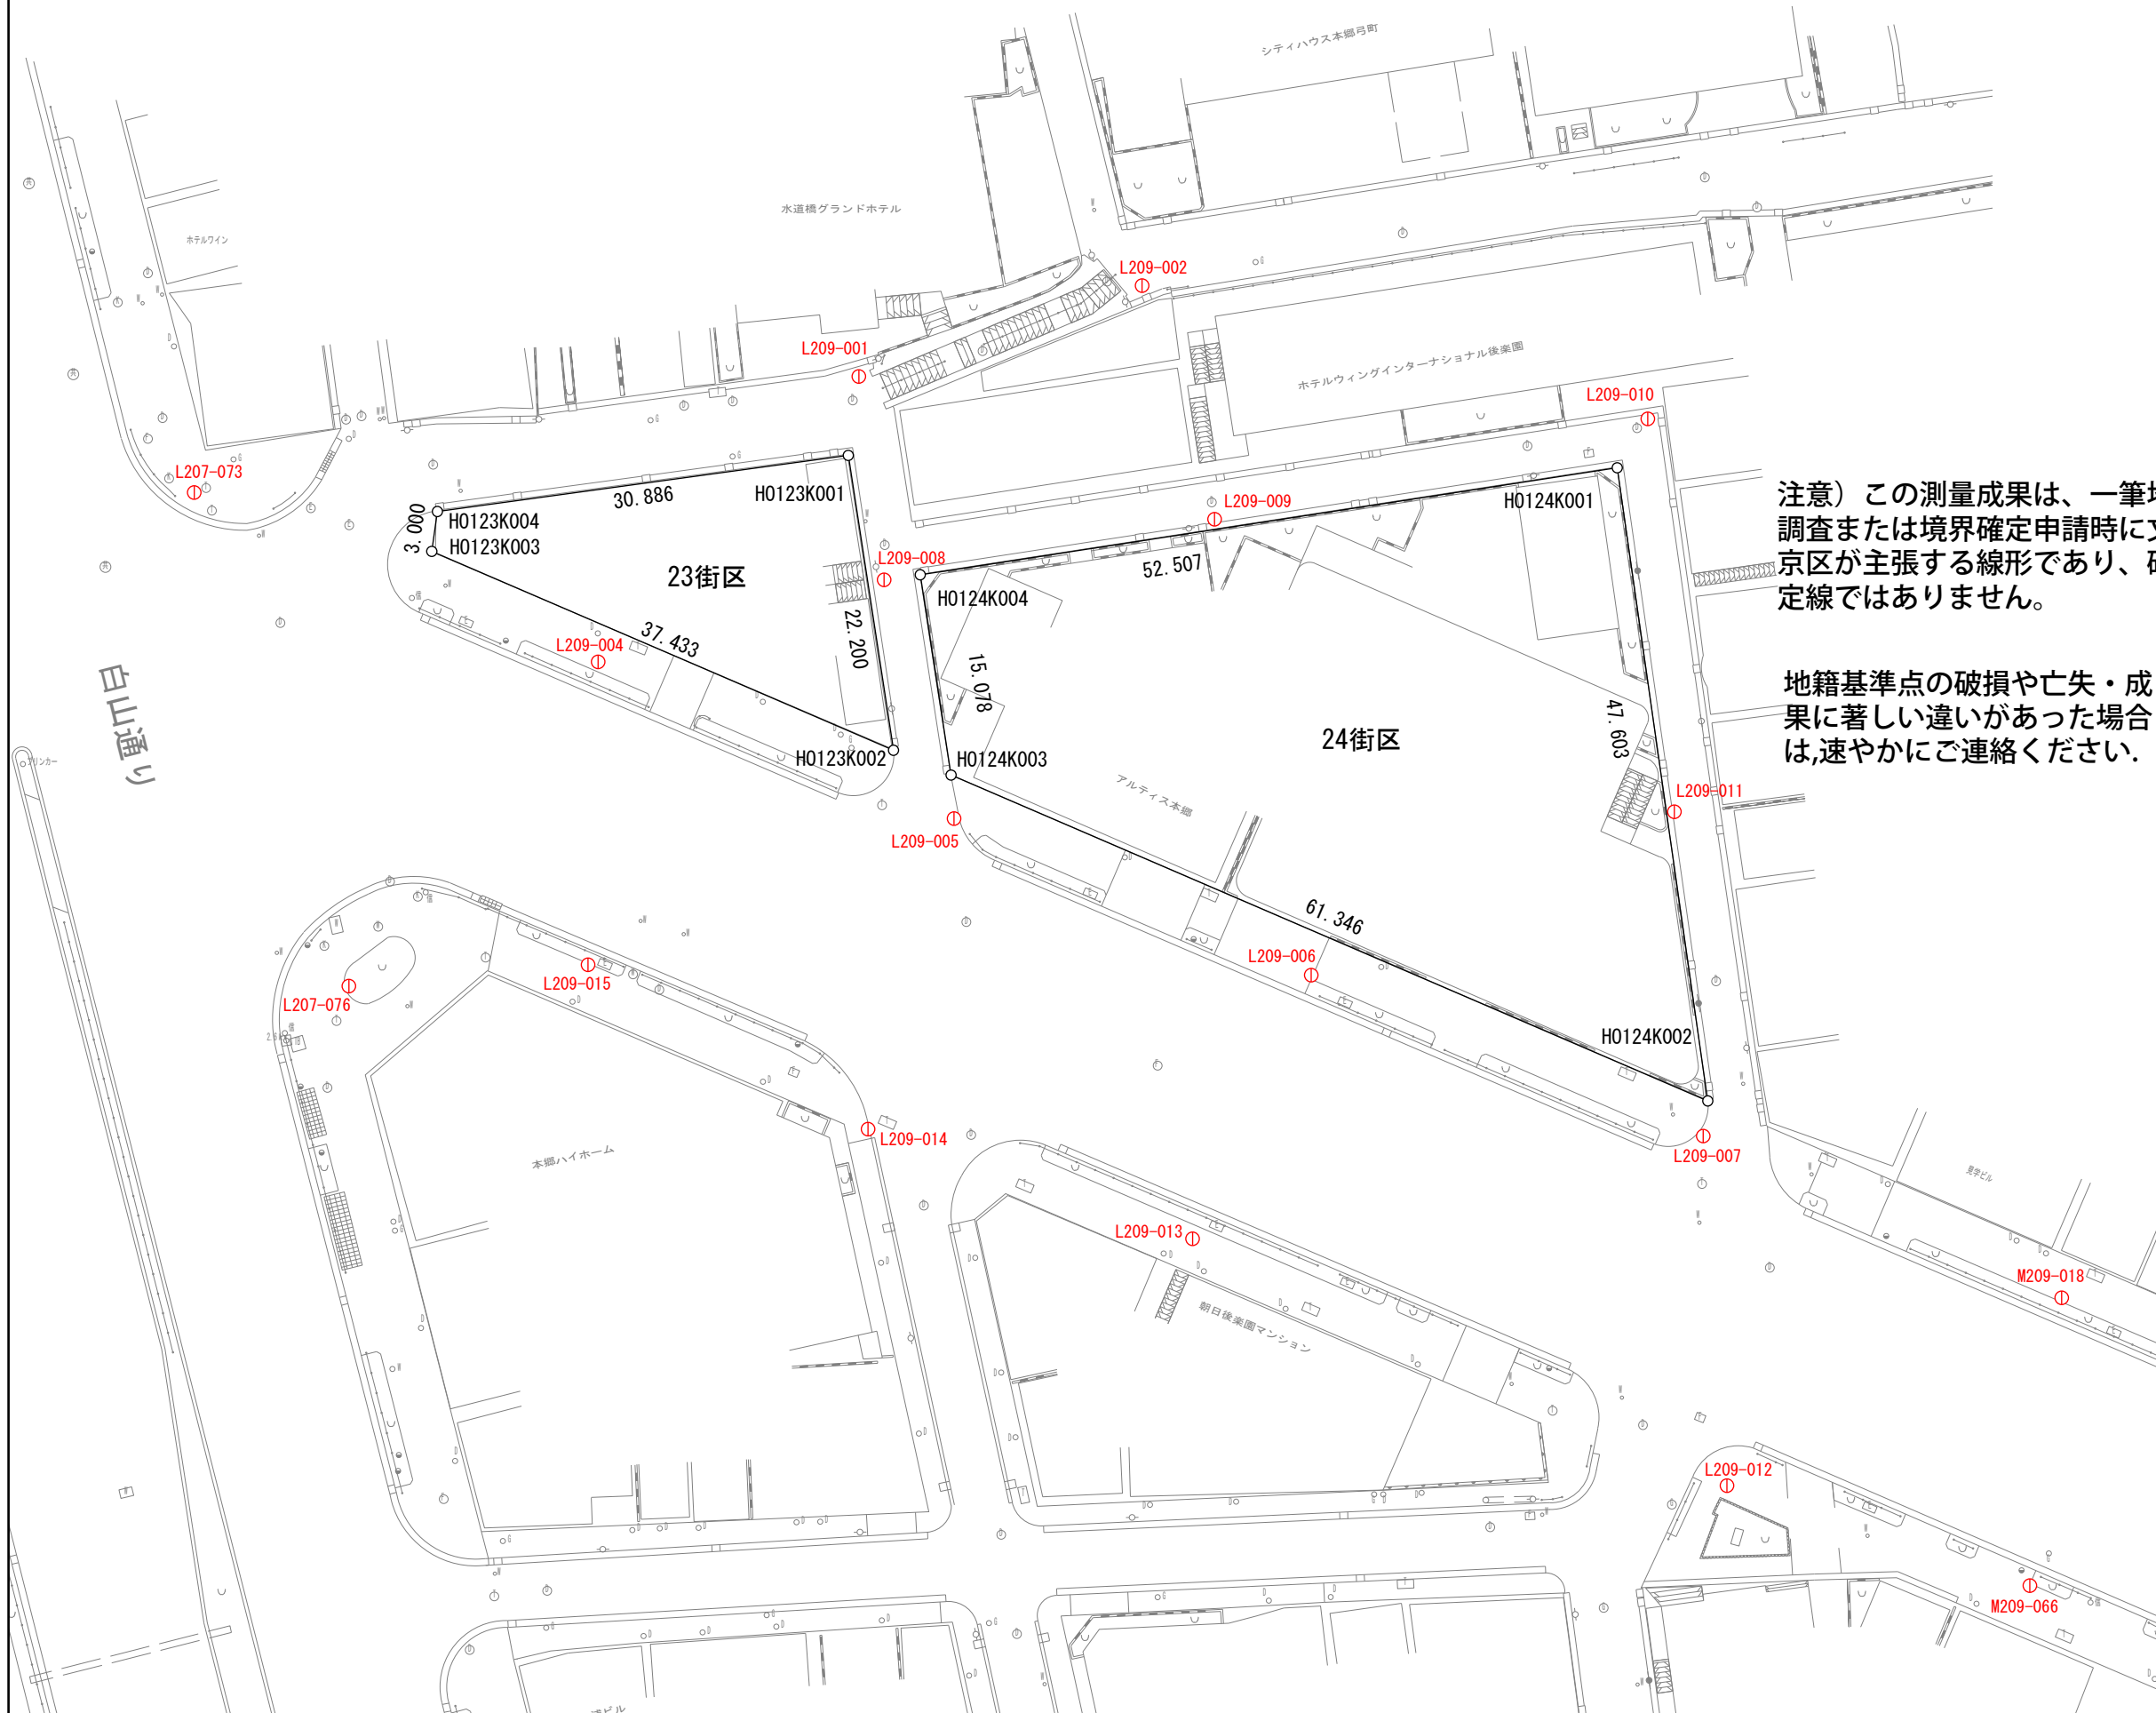 シティハウス本郷弓町
水道橋グランドホテル
ホテルワイン
L209-002
L209-001
ホテルウィングインターナショナル後楽園
L209-010
L207-073
30.886
H0123K001
H0124K001
3.000
H0123K004
H0123K003
L209-009
L209-008
23街区
52.507
H0124K004
注意）この測量成果は、一筆地
調査または境界確定申請時に文
京区が主張する線形であり、確
定線ではありません。
22.200
37.433
L209-004
15.078
白山通り
地籍基準点の破損や亡失・成
果に著しい違いがあった場合
は,速やかにご連絡ください.
24街区
47.603
H0123K002
H0124K003
アルティス本郷
L209-011
L209-005
61.346
L209-006
L209-015
L207-076
H0124K002
L209-014
本郷ハイホーム
L209-007
見学ビル
L209-013
M209-018
朝日後楽園マンション
L209-012
M209-066